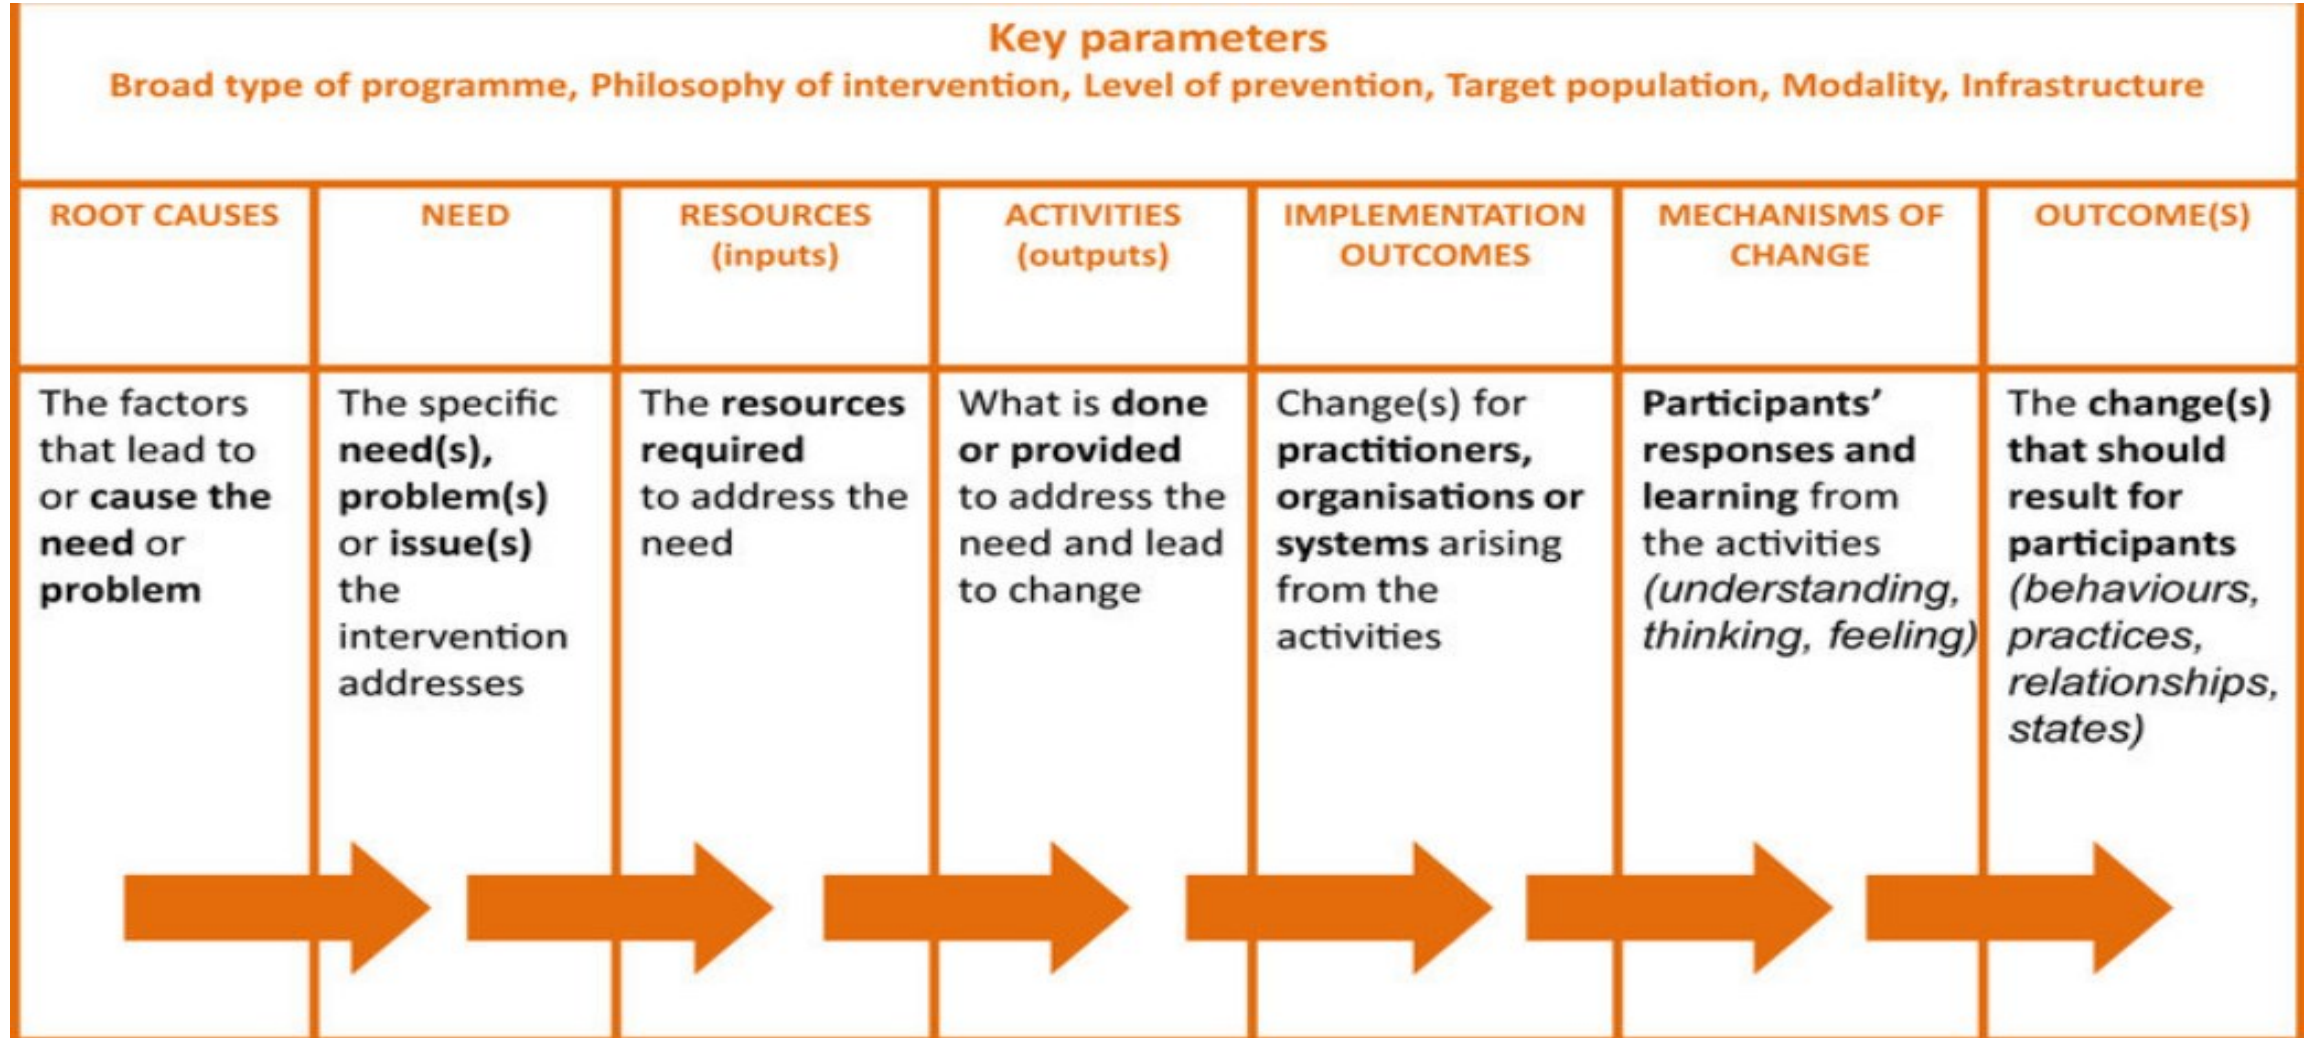 Key parameters
Broad type of programme, Philosophy of intervention, Level of prevention, Target population, Modality, Infrastructure
ROOT CAUSES
NEED
RESOURCES
(inputs)
ACTIVITIES
(outputs)
IMPLEMENTATION
OUTCOMES
MECHANISMS OF
CHANGE
OUTCOME(S)
The factors
that lead to
or cause the
need or
problem
The specific
need(s),
problem(s)
or issue(s)
the
intervention
addresses
The resources
required
to address the
need
What is done
or provided
to address the
need and lead
to change
Change(s) for
practitioners,
organisations or
systems arising
from the
activities
Participants’
responses and
learning from
the activities
(understanding,
thinking, feeling)
The change(s)
that should
result for
participants
(behaviours,
practices,
relationships,
states)